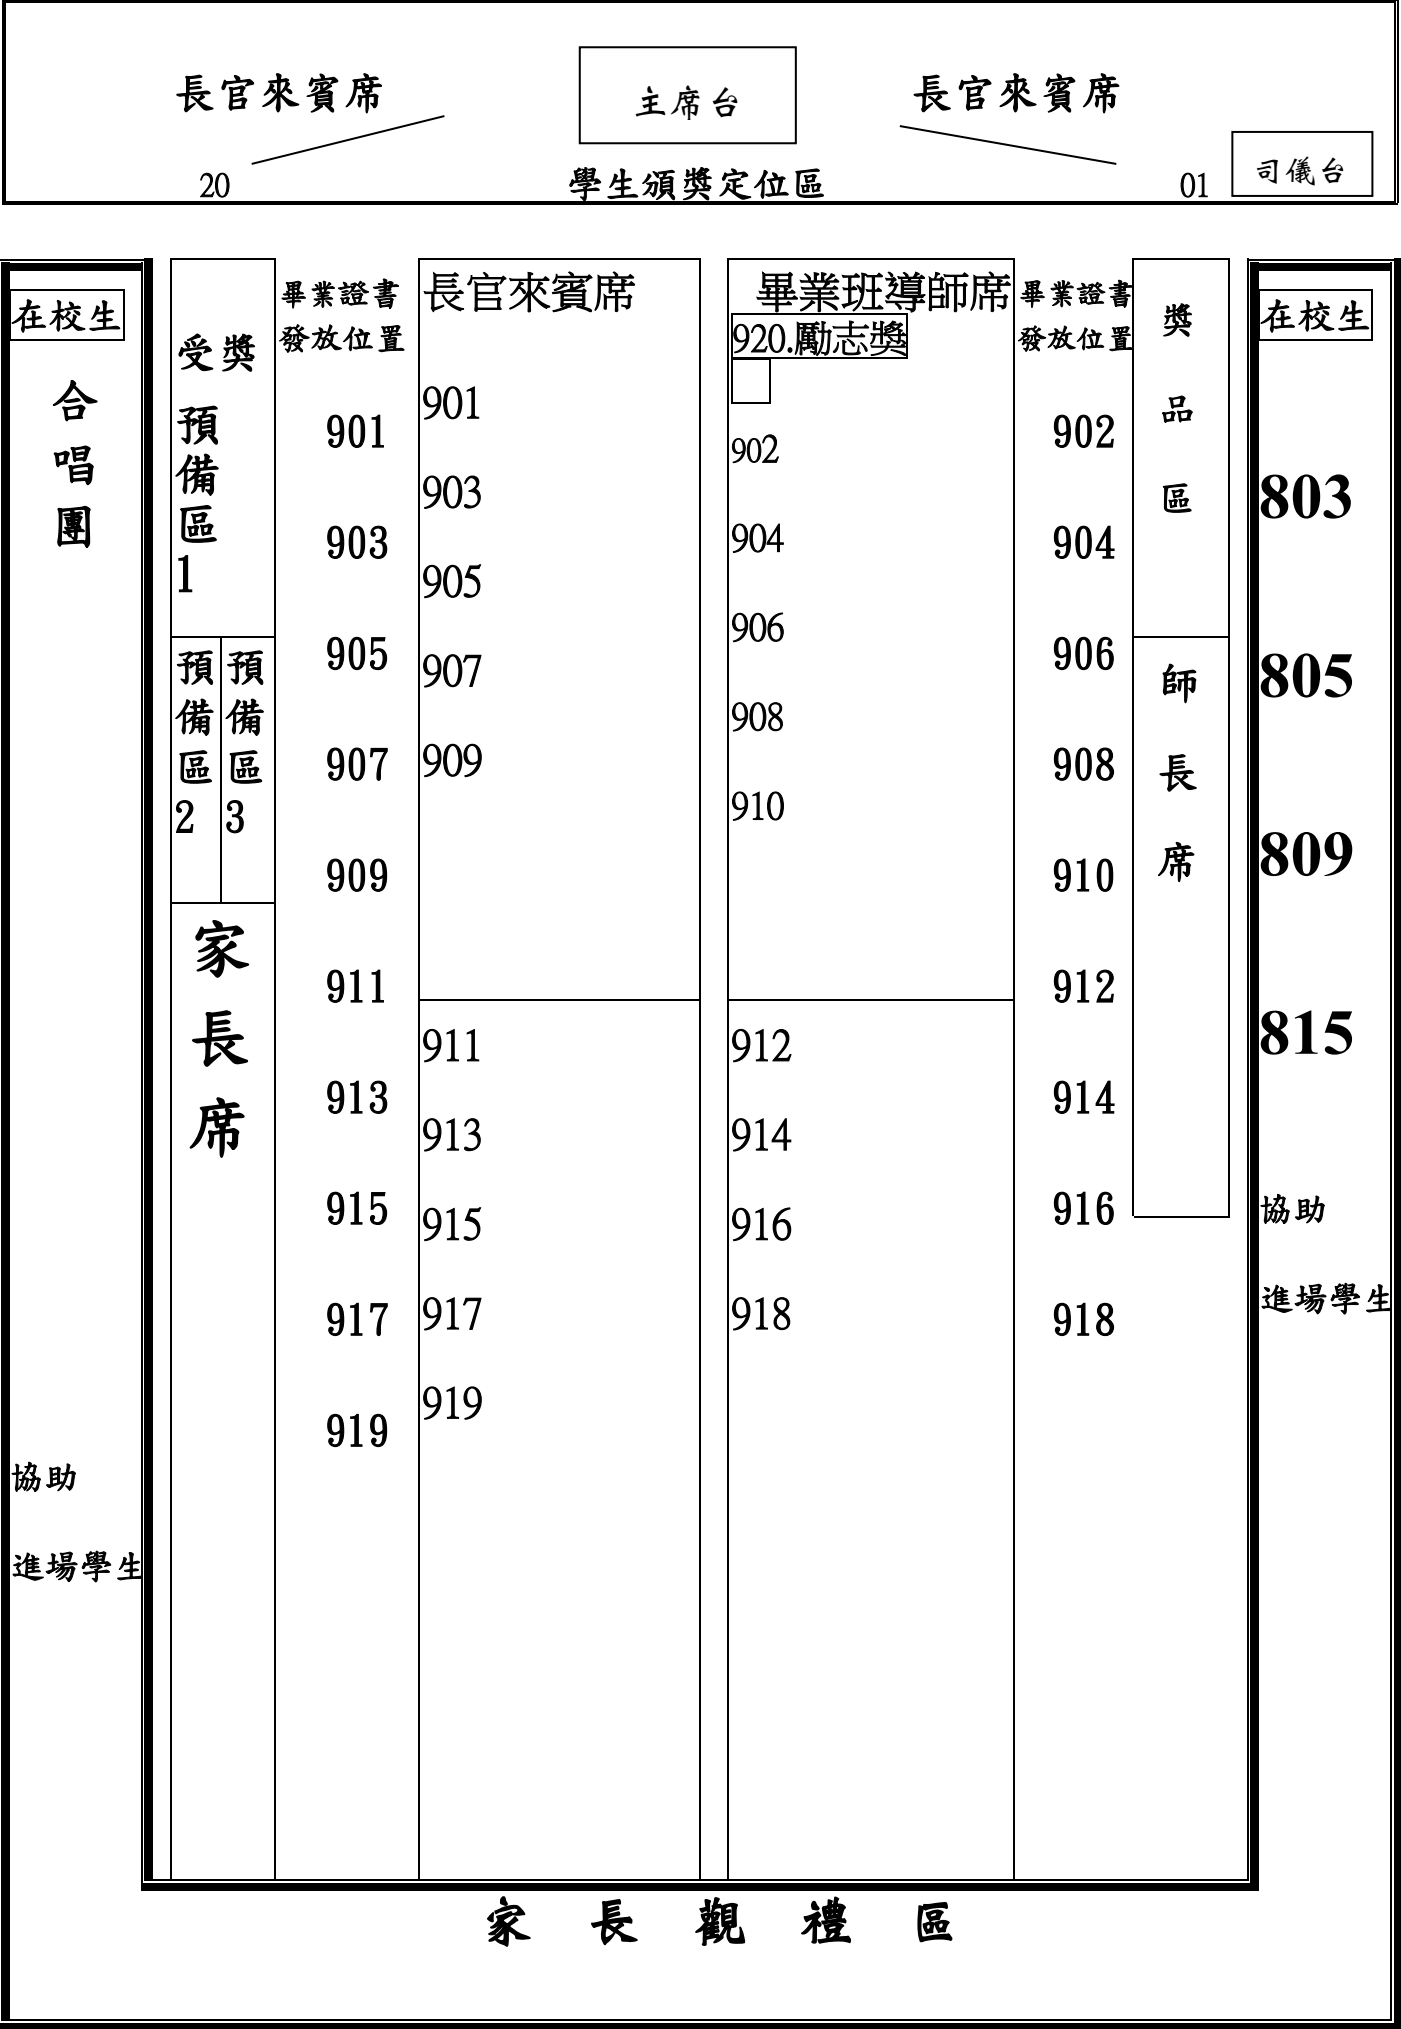 長官來賓席
主席台
長官來賓席
20
學生頒獎定位區
01
司儀台
在校生
合
唱
團
協助
進場學生
受獎
預
備
區
1
預
備
區
2
預
備
區
3
家
長
席
畢業證書
發放位置
901
903
905
907
909
911
913
915
917
919
長官來賓席
901
903
905
907
909
911
913
915
917
919
畢業班導師席
920.勵志獎
902
904
906
908
910
912
914
916
918
畢業證書
發放位置
902
904
906
908
910
912
914
916
918
獎
品
區
師
長
席
在校生
803
805
809
815
協助
進場學生
家長觀禮區